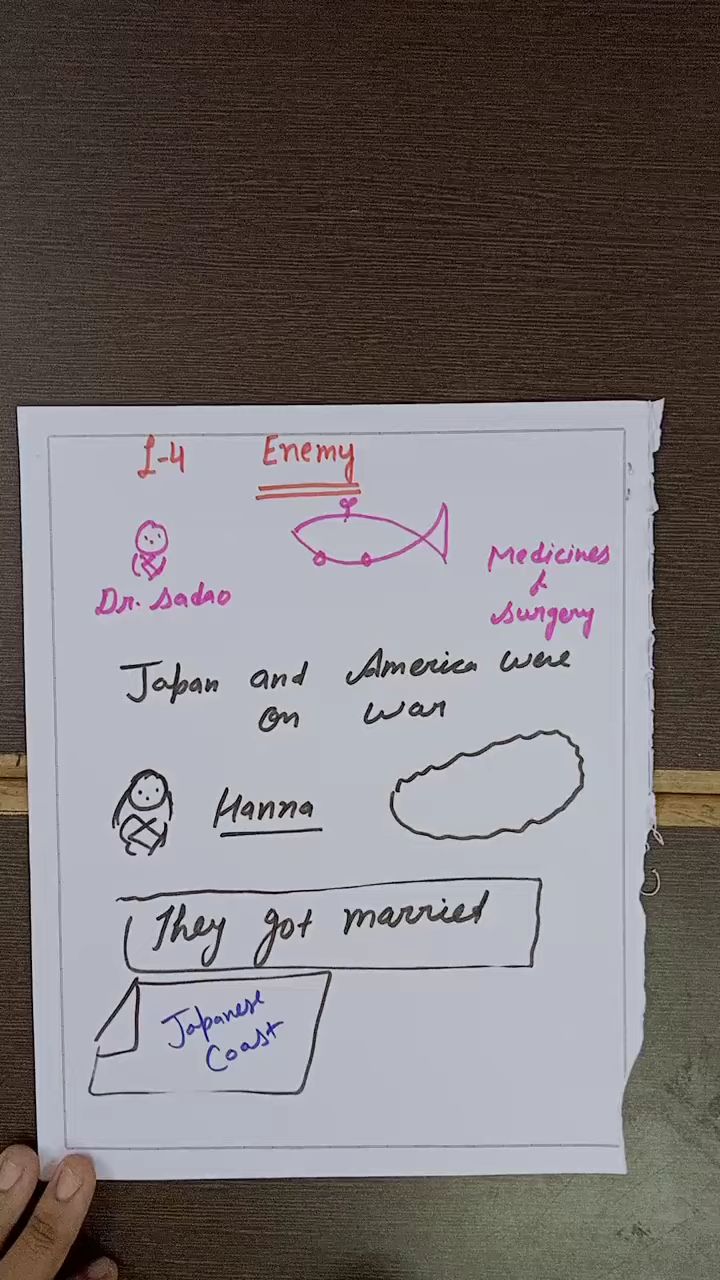 L-4 Enemy
Dr. Sadao
Medicines
&
Surgery
Japan and America were
on war
Hanna
They got married
Japanese
Coast